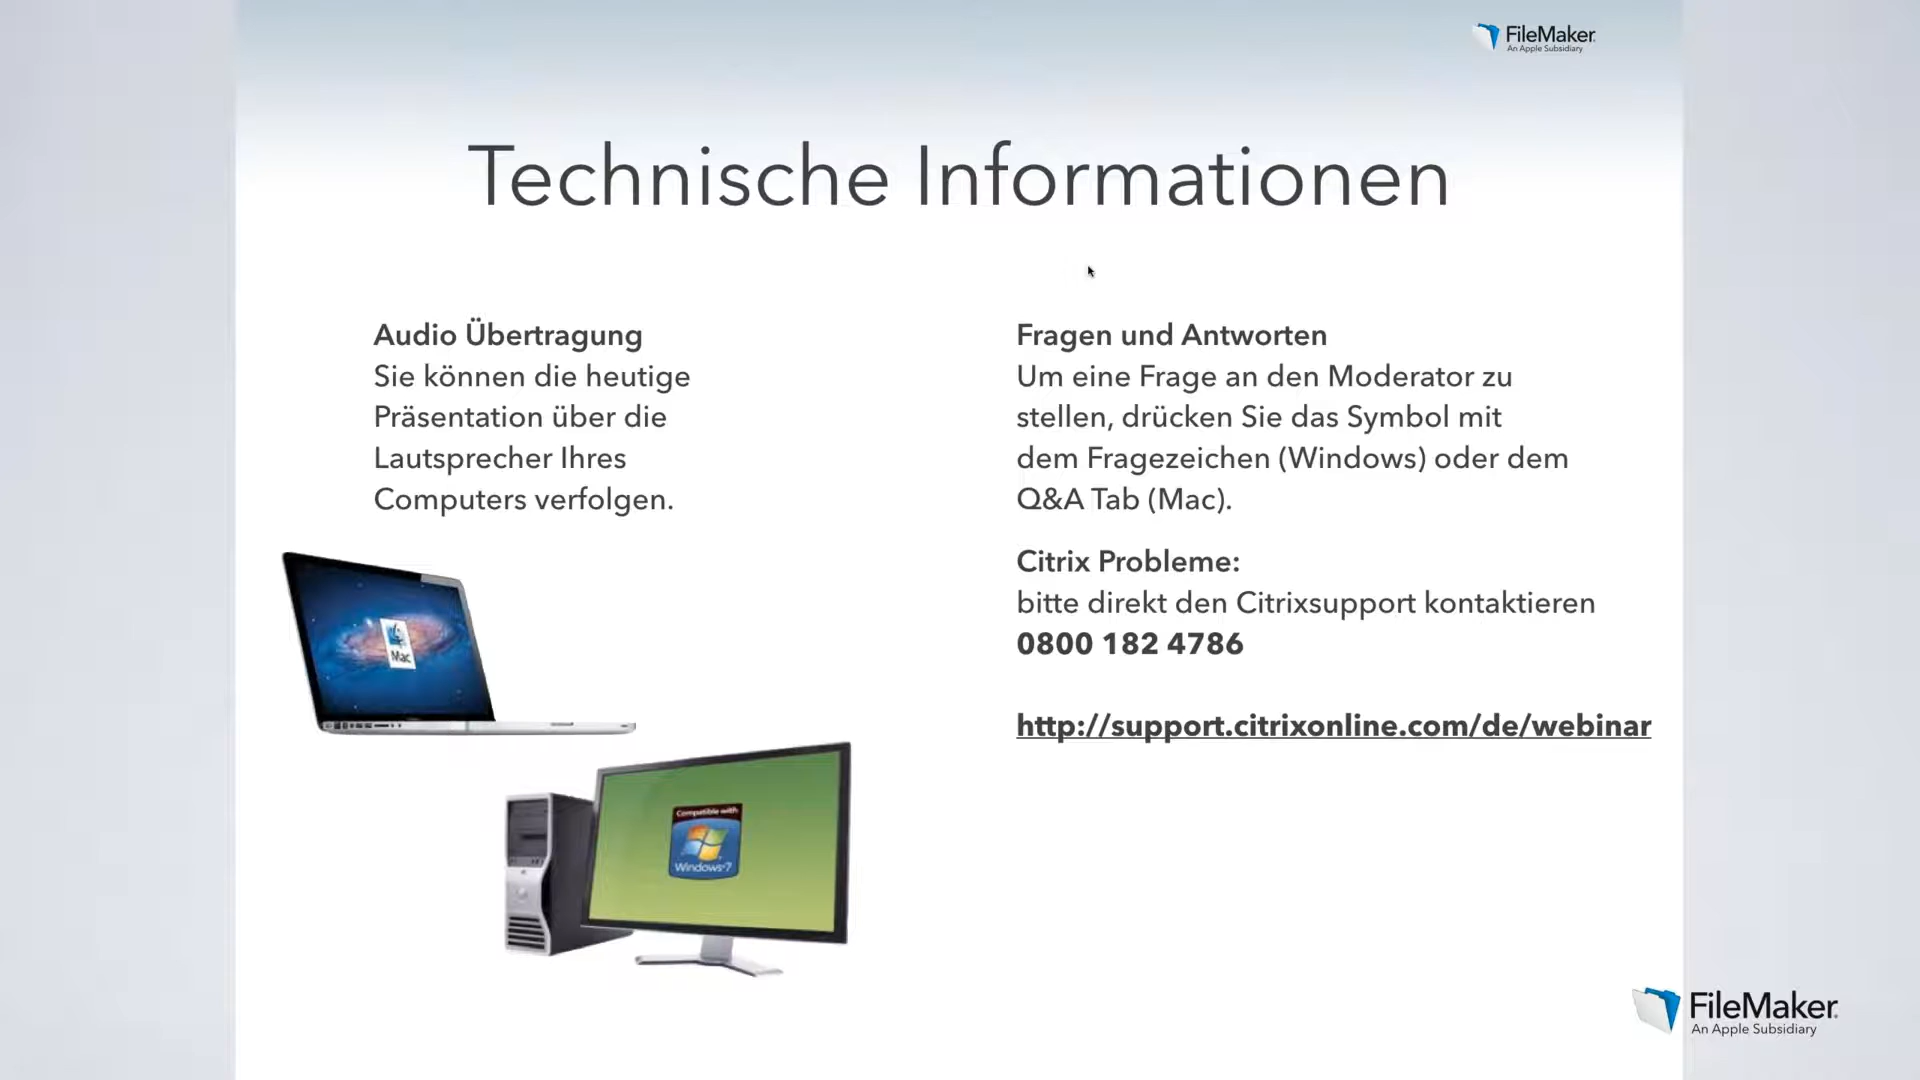 FileMaker
An Apple Subsidiary
Technische Informationen
Audio Übertragung
Sie können die heutige
Präsentation über die
Lautsprecher Ihres
Computers verfolgen.
Fragen und Antworten
Um eine Frage an den Moderator zu
stellen, drücken Sie das Symbol mit
dem Fragezeichen (Windows) oder dem
Q&A Tab (Mac).
Citrix Probleme:
bitte direkt den Citrixsupport kontaktieren
0800 182 4786
http://support.citrixonline.com/de/webinar
Mac
Compatible with
Windows 7
FileMaker
An Apple Subsidiary